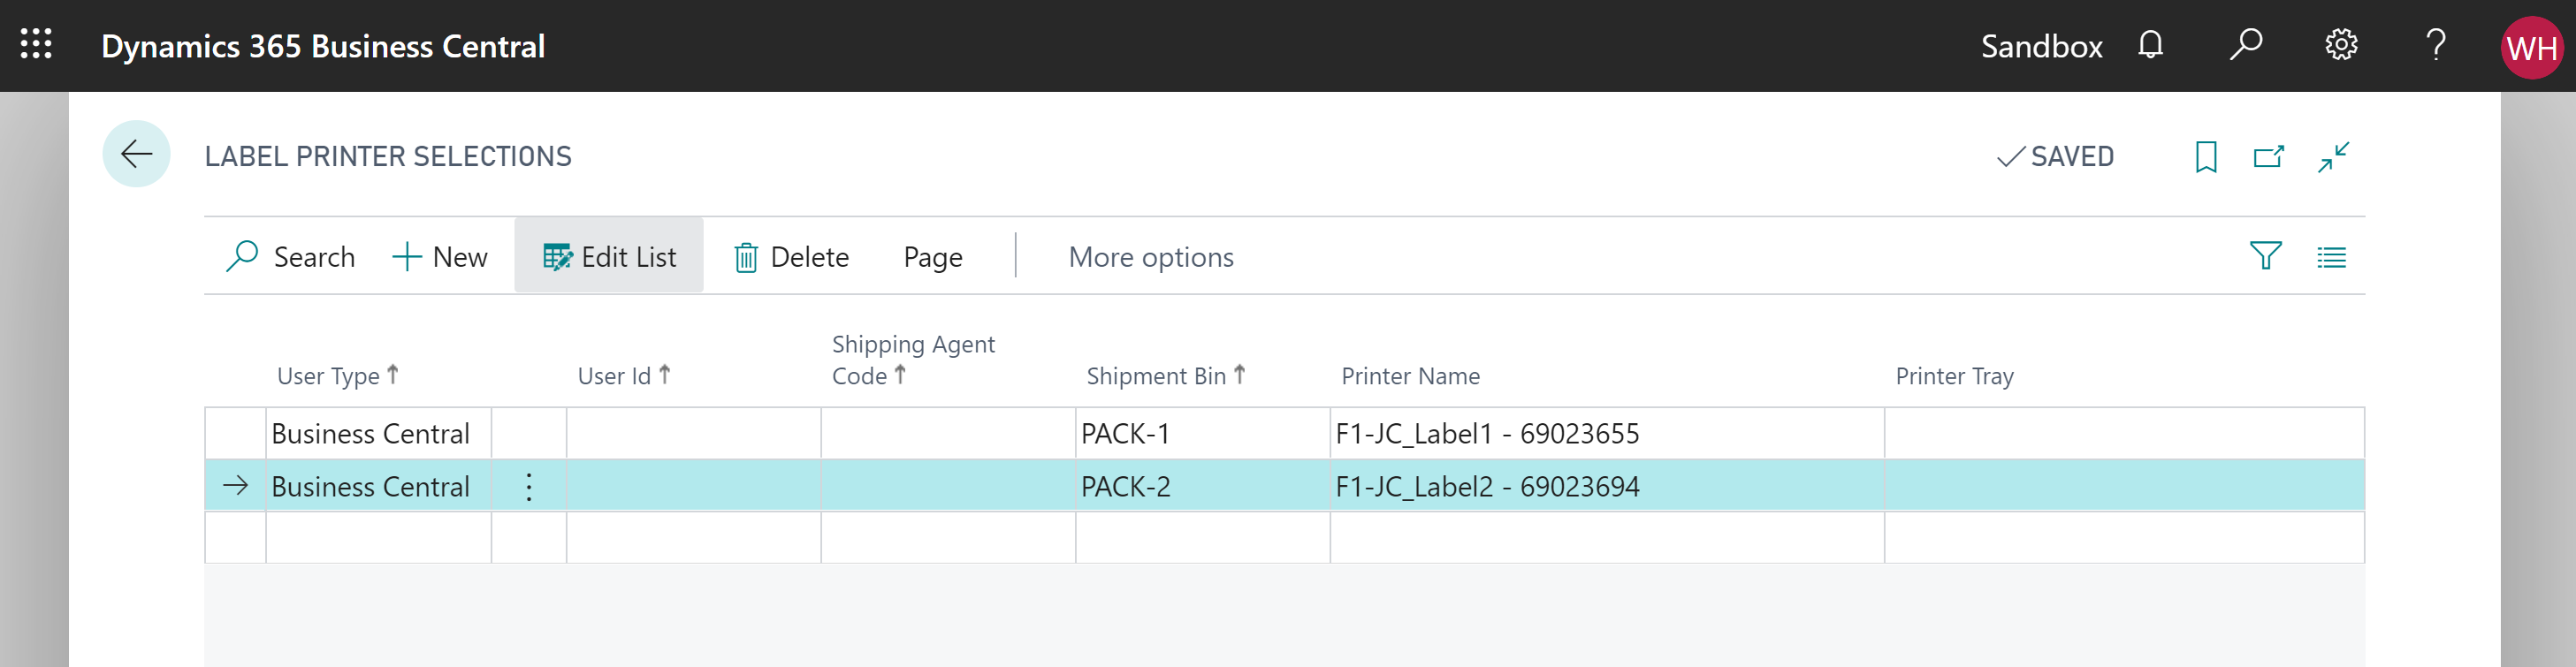 Dynamics 365 Business Central Sandbox ? WH
LABEL PRINTER SELECTIONS SAVED
Search New Edit List Delete Page More options
Shipping Agent
User Type User Id Code Shipment Bin Printer Name Printer Tray
Business Central PACK-1 F1-JC_Label1 - 69023655
Business Central PACK-2 F1-JC_Label2 - 69023694